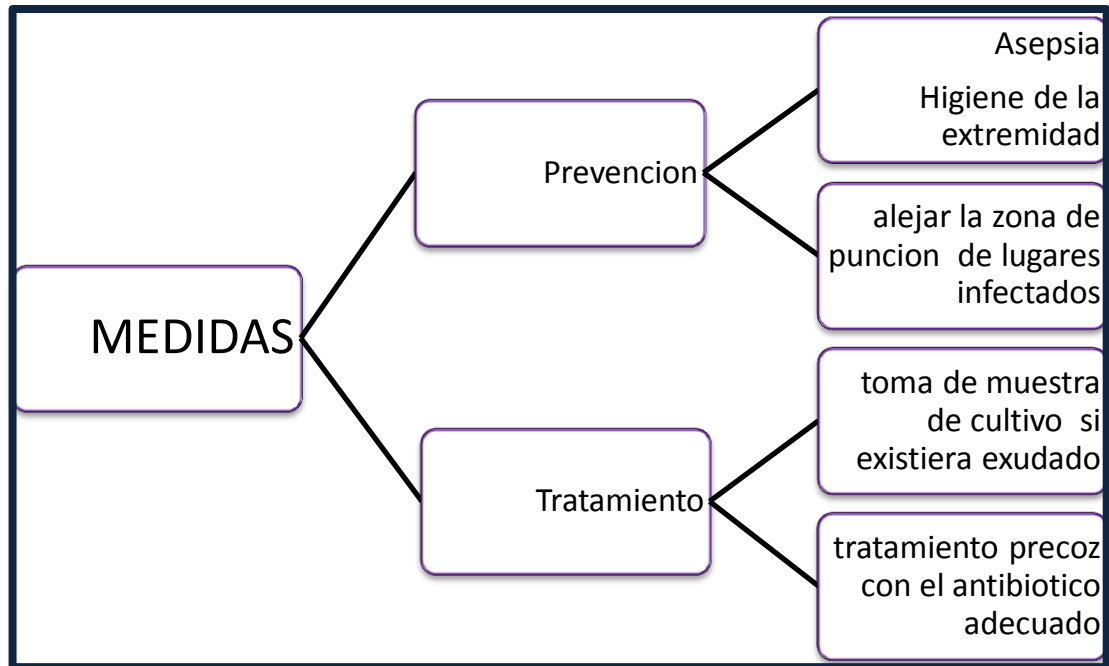 MEDIDAS
Prevencion
Asepsia
Higiene de la
extremidad
alejar la zona de
puncion de lugares
infectados
Tratamiento
toma de muestra
de cultivo si
existiera exudado
tratamiento precoz
con el antibiotico
adecuado